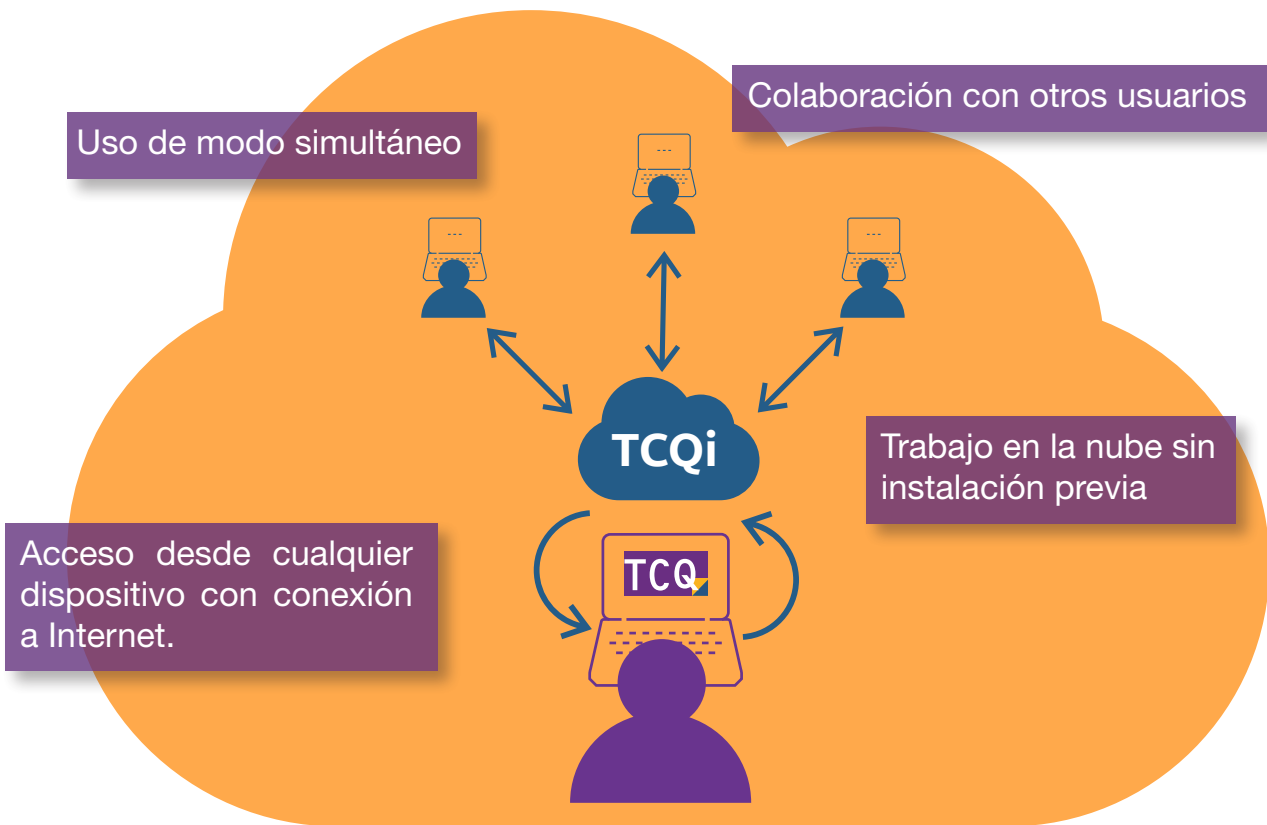 Colaboración con otros usuarios
Uso de modo simultáneo
TCQi
Trabajo en la nube sin
instalación previa
Acceso desde cualquier
dispositivo con conexión
a Internet.
TCQ